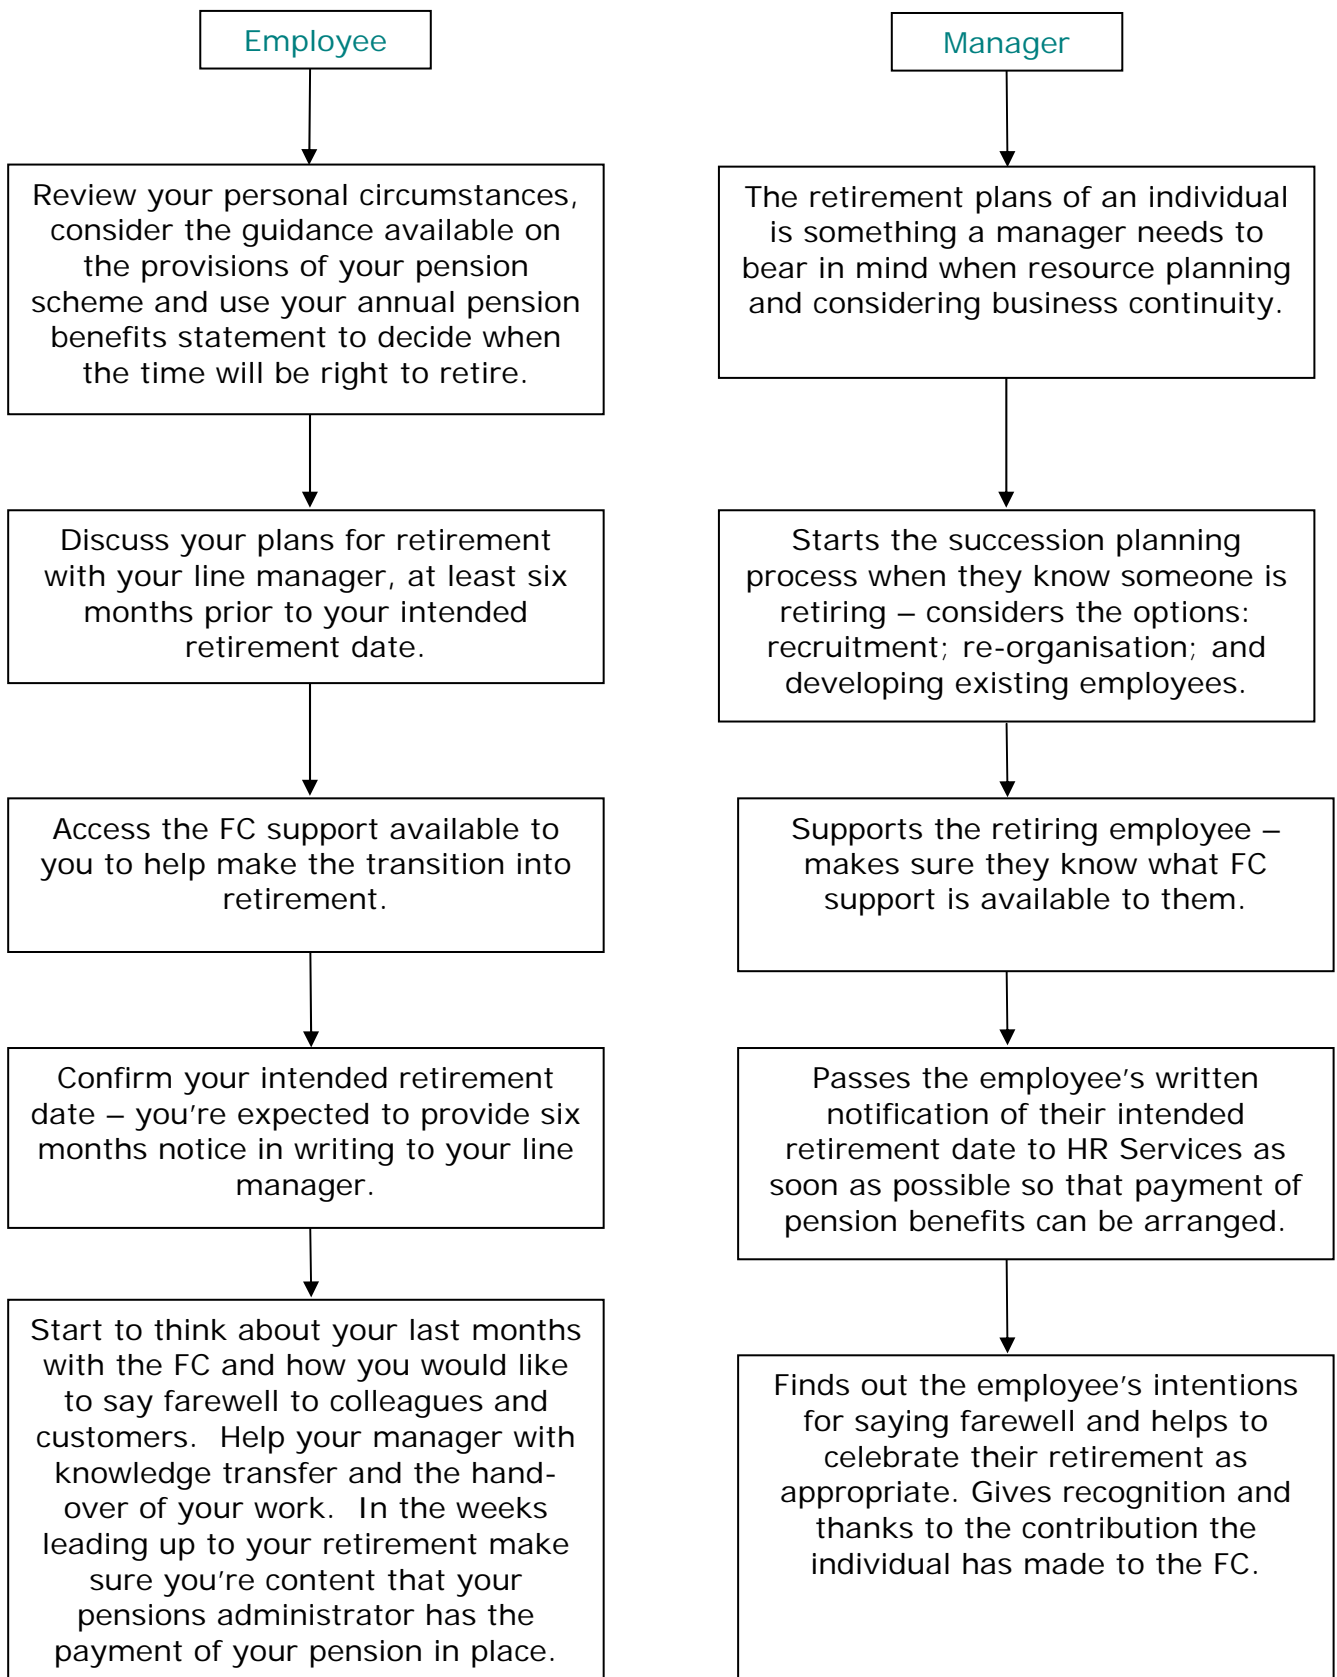 Employee
Review your personal circumstances,
consider the guidance available on
the provisions of your pension
scheme and use your annual pension
benefits statement to decide when
the time will be right to retire.
Discuss your plans for retirement
with your line manager, at least six
months prior to your intended
retirement date.
Access the FC support available to
you to help make the transition into
retirement.
Confirm your intended retirement
date – you're expected to provide six
months notice in writing to your line
manager.
Start to think about your last months
with the FC and how you would like
to say farewell to colleagues and
customers.  Help your manager with
knowledge transfer and the hand-
over of your work.  In the weeks
leading up to your retirement make
sure you're content that your
pensions administrator has the
payment of your pension in place.
Manager
The retirement plans of an individual
is something a manager needs to
bear in mind when resource planning
and considering business continuity.
Starts the succession planning
process when they know someone is
retiring – considers the options:
recruitment; re-organisation; and
developing existing employees.
Supports the retiring employee –
makes sure they know what FC
support is available to them.
Passes the employee's written
notification of their intended
retirement date to HR Services as
soon as possible so that payment of
pension benefits can be arranged.
Finds out the employee's intentions
for saying farewell and helps to
celebrate their retirement as
appropriate. Gives recognition and
thanks to the contribution the
individual has made to the FC.